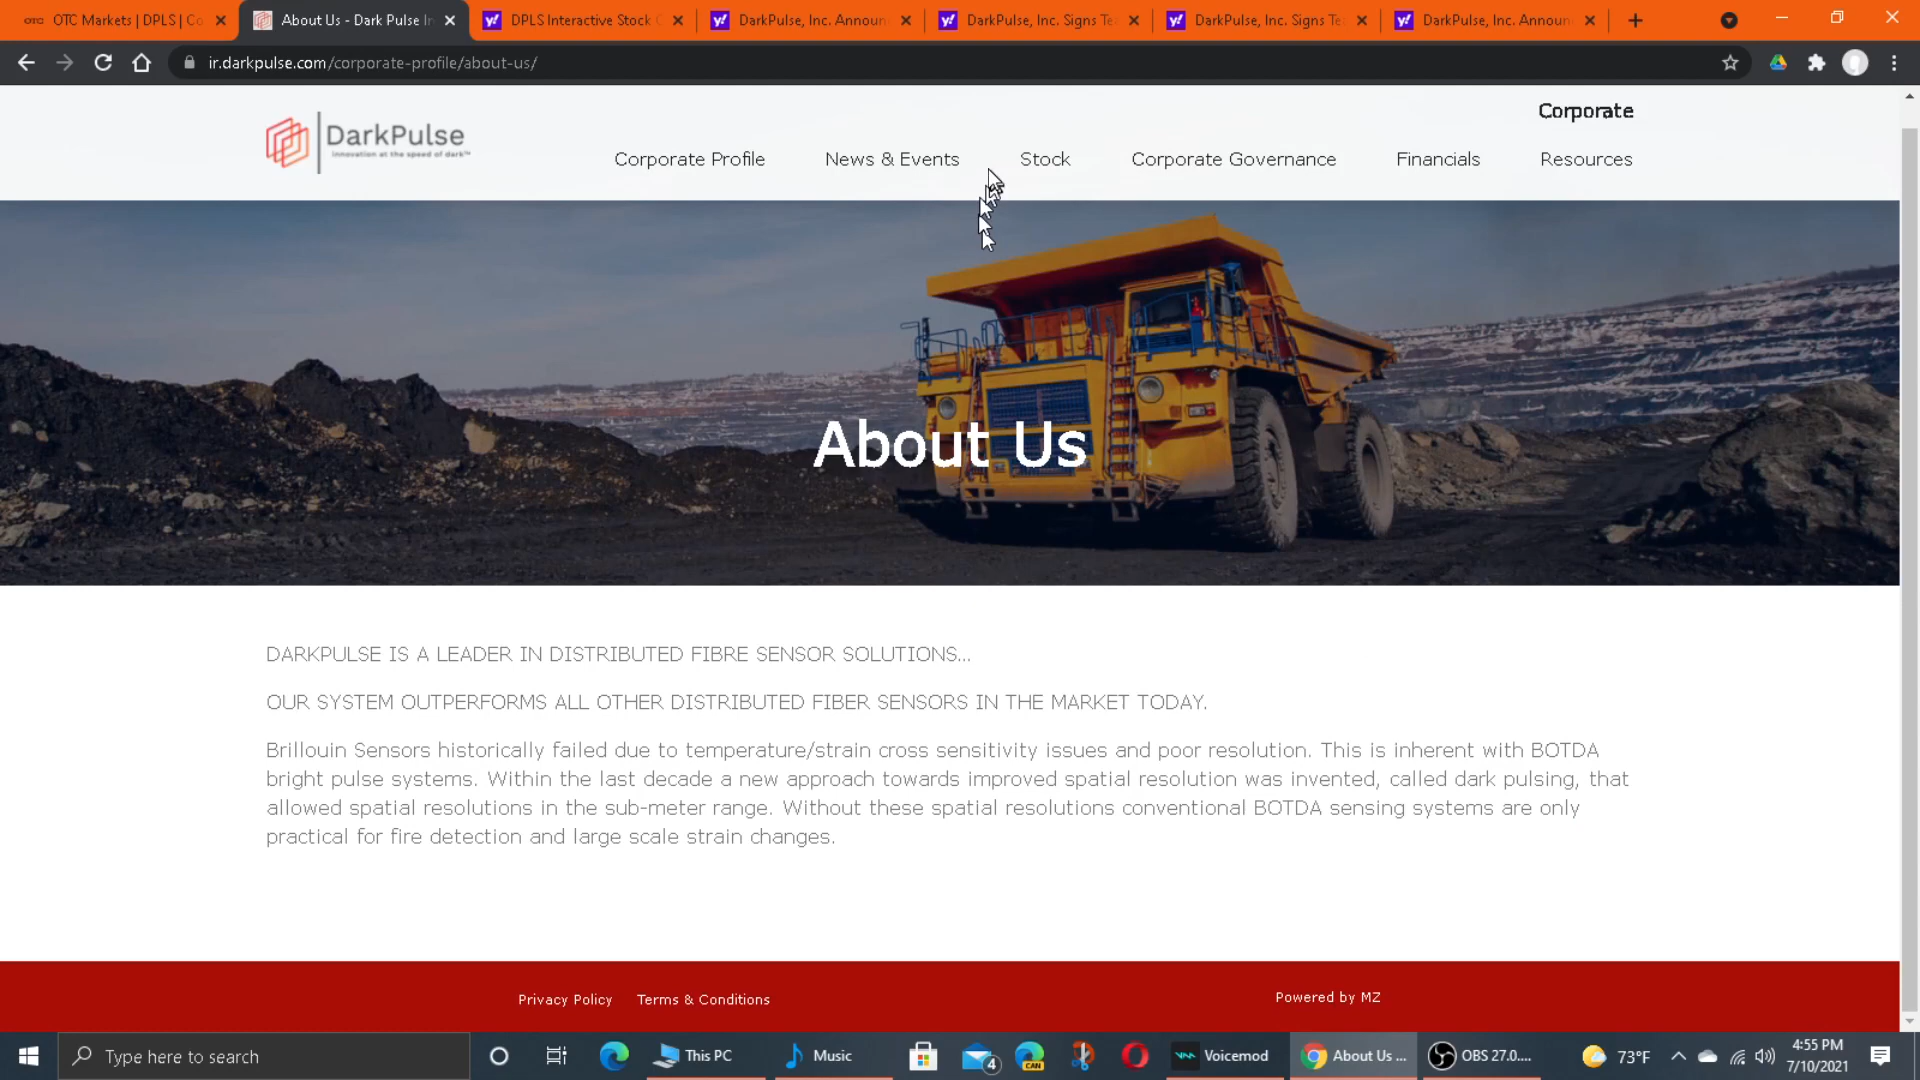 OTC Markets | DPLS | Co
About Us - Dark Pulse In
DPLS Interactive Stock C
DarkPulse, Inc. Announ
DarkPulse, Inc. Signs Te
DarkPulse, Inc. Signs Te
DarkPulse, Inc. Announ
ir.darkpulse.com/corporate-profile/about-us/
Corporate
DarkPulse
Innovation at the speed of dark™
Corporate Profile
News & Events
Stock
Corporate Governance
Financials
Resources
About Us
DARKPULSE IS A LEADER IN DISTRIBUTED FIBRE SENSOR SOLUTIONS...
OUR SYSTEM OUTPERFORMS ALL OTHER DISTRIBUTED FIBER SENSORS IN THE MARKET TODAY.
Brillouin Sensors historically failed due to temperature/strain cross sensitivity issues and poor resolution. This is inherent with BOTDA
bright pulse systems. Within the last decade a new approach towards improved spatial resolution was invented, called dark pulsing, that
allowed spatial resolutions in the sub-meter range. Without these spatial resolutions conventional BOTDA sensing systems are only
practical for fire detection and large scale strain changes.
Privacy Policy
Terms & Conditions
Powered by MZ
Type here to search
This PC
Music
4
CAN
Voicemod
About Us ...
OBS 27.0....
73°F
4:55 PM
7/10/2021